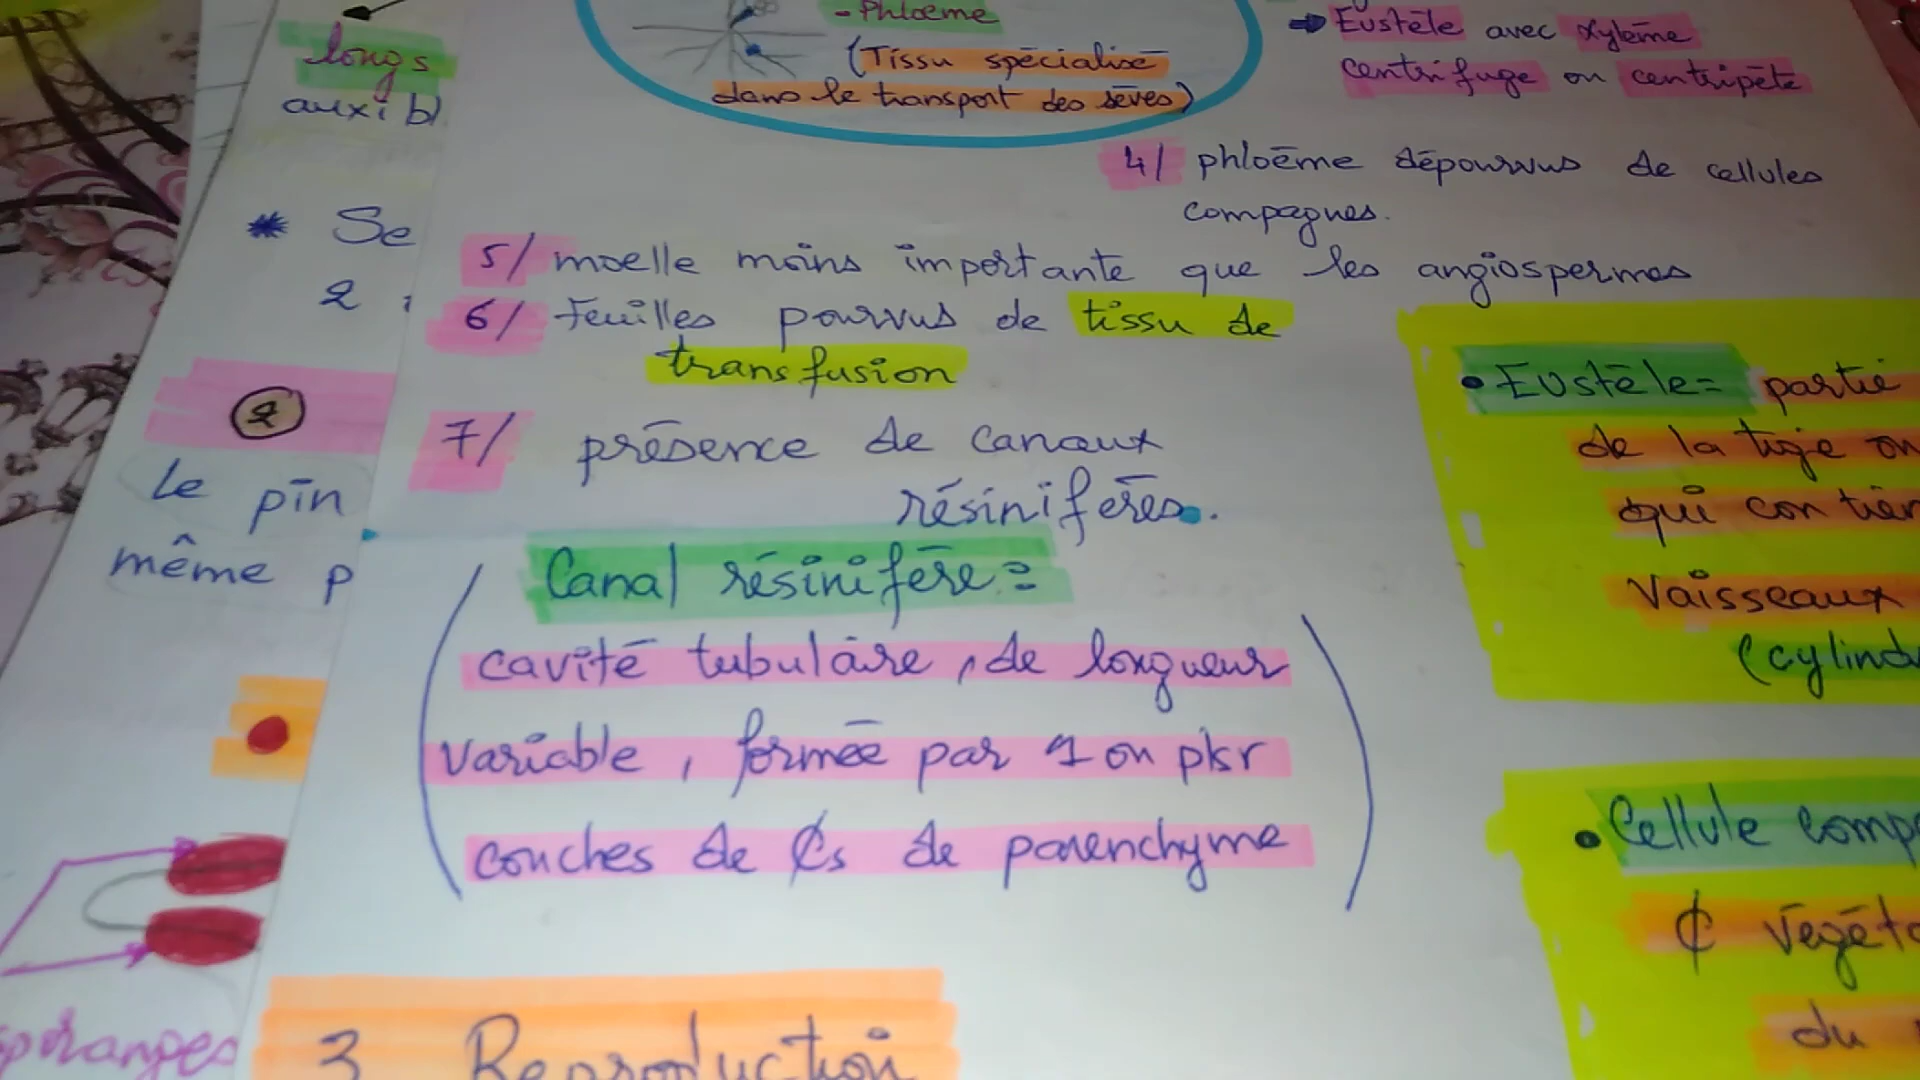 - Phloème
(Tissu spécialisé
dans le transport des sèves)
➡ Eustèle avec xylème
centrifuge ou centripète
longs
4/ phloème dépourvus de cellules
compagnes.
* Se
2
5/ moelle moins importante que les angiospermes
6/ Feuilles pourvus de tissu de
transfusion
7/ présence de canaux
résinifères.
(Canal résinifère =
cavité tubulaire, de longueur
variable, formée par 1 ou plsr
couches de ₵s de parenchyme)
2
Le pin
même p
• Eustèle = partie
de la tige ou
qui contien
Vaisseaux
(cylind
• Cellule comp
₵ végéta
du
3 Reproduction
poranges